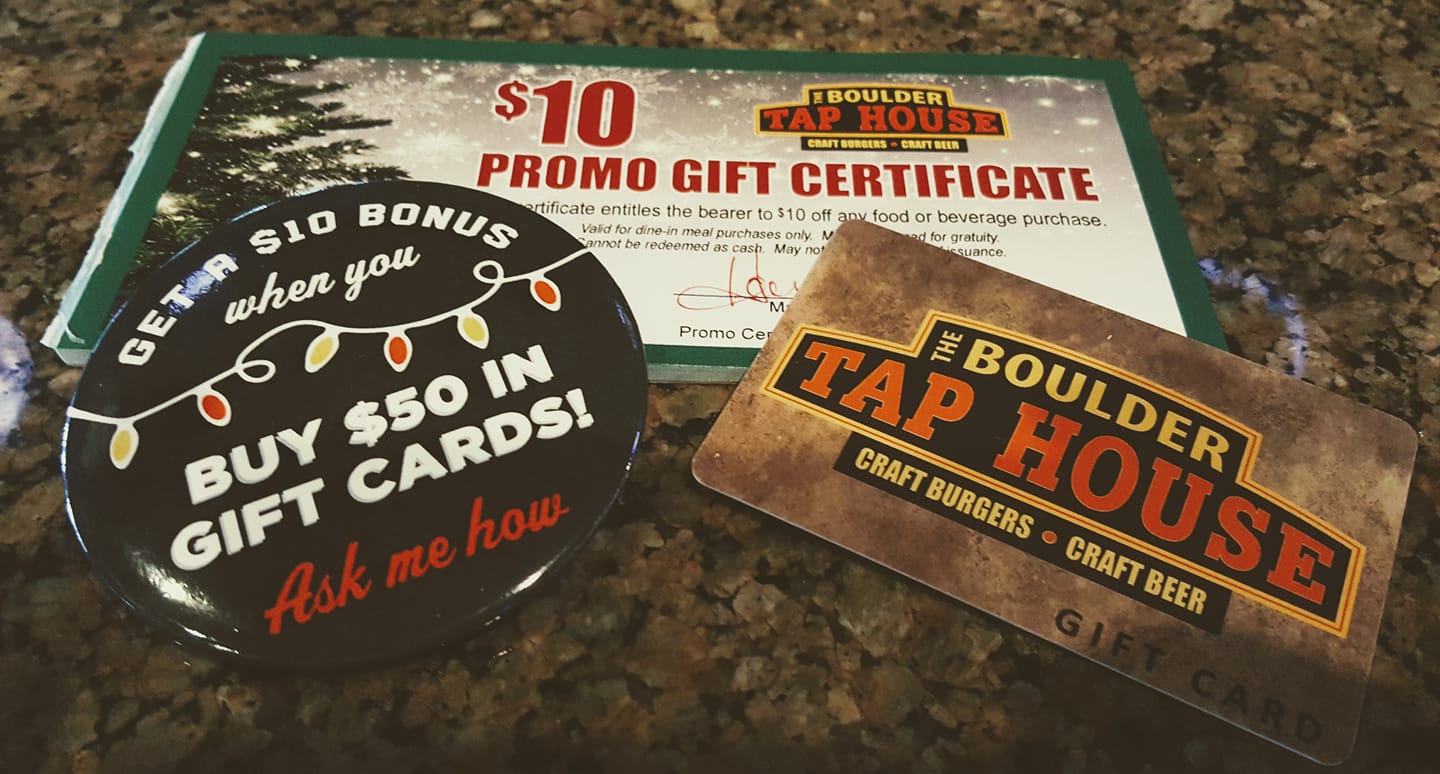 $10
THE BOULDER
TAP HOUSE
CRAFT BURGERS • CRAFT BEER
PROMO GIFT CERTIFICATE
entitles the bearer to $10 off any food or beverage purchase.
Valid for dine-in meal purchases only. for gratuity.
be redeemed as cash. May
Promo
GET A $10 BONUS
when you
BUY $50 IN
GIFT CARDS!
Ask me how
THE BOULDER
TAP HOUSE
CRAFT BURGERS • CRAFT BEER
GIFT CARD